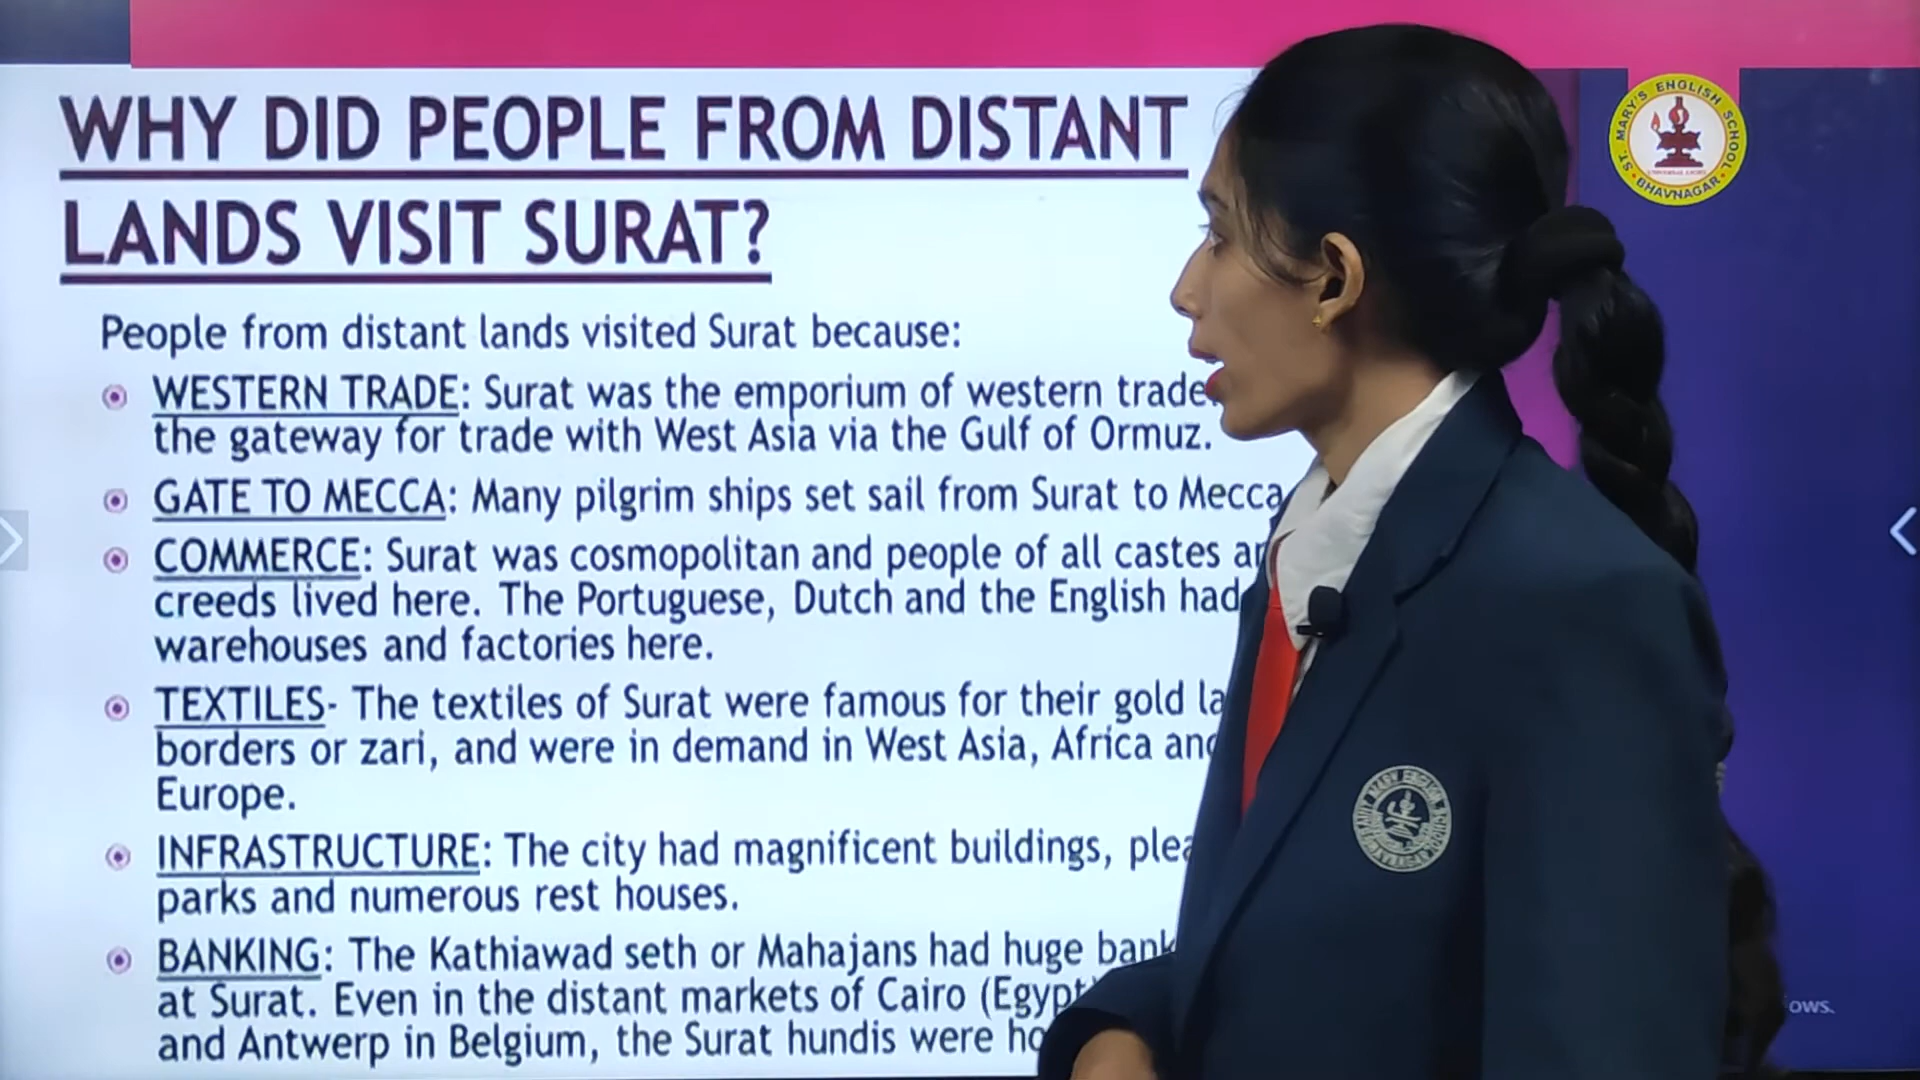 WHY DID PEOPLE FROM DISTANT
LANDS VISIT SURAT?
People from distant lands visited Surat because:
WESTERN TRADE: Surat was the emporium of western trade
the gateway for trade with West Asia via the Gulf of Ormuz.
GATE TO MECCA: Many pilgrim ships set sail from Surat to Mecca
COMMERCE: Surat was cosmopolitan and people of all castes
creeds lived here. The Portuguese, Dutch and the English had
warehouses and factories here.
TEXTILES- The textiles of Surat were famous for their gold
borders or zari, and were in demand in West Asia, Africa
Europe.
INFRASTRUCTURE: The city had magnificent buildings,
parks and numerous rest houses.
BANKING: The Kathiawad seth or Mahajans had huge
at Surat. Even in the distant markets of Cairo (Egypt
and Antwerp in Belgium, the Surat hundis were
ST. MARY'S ENGLISH SCHOOL
BHAVNAGAR